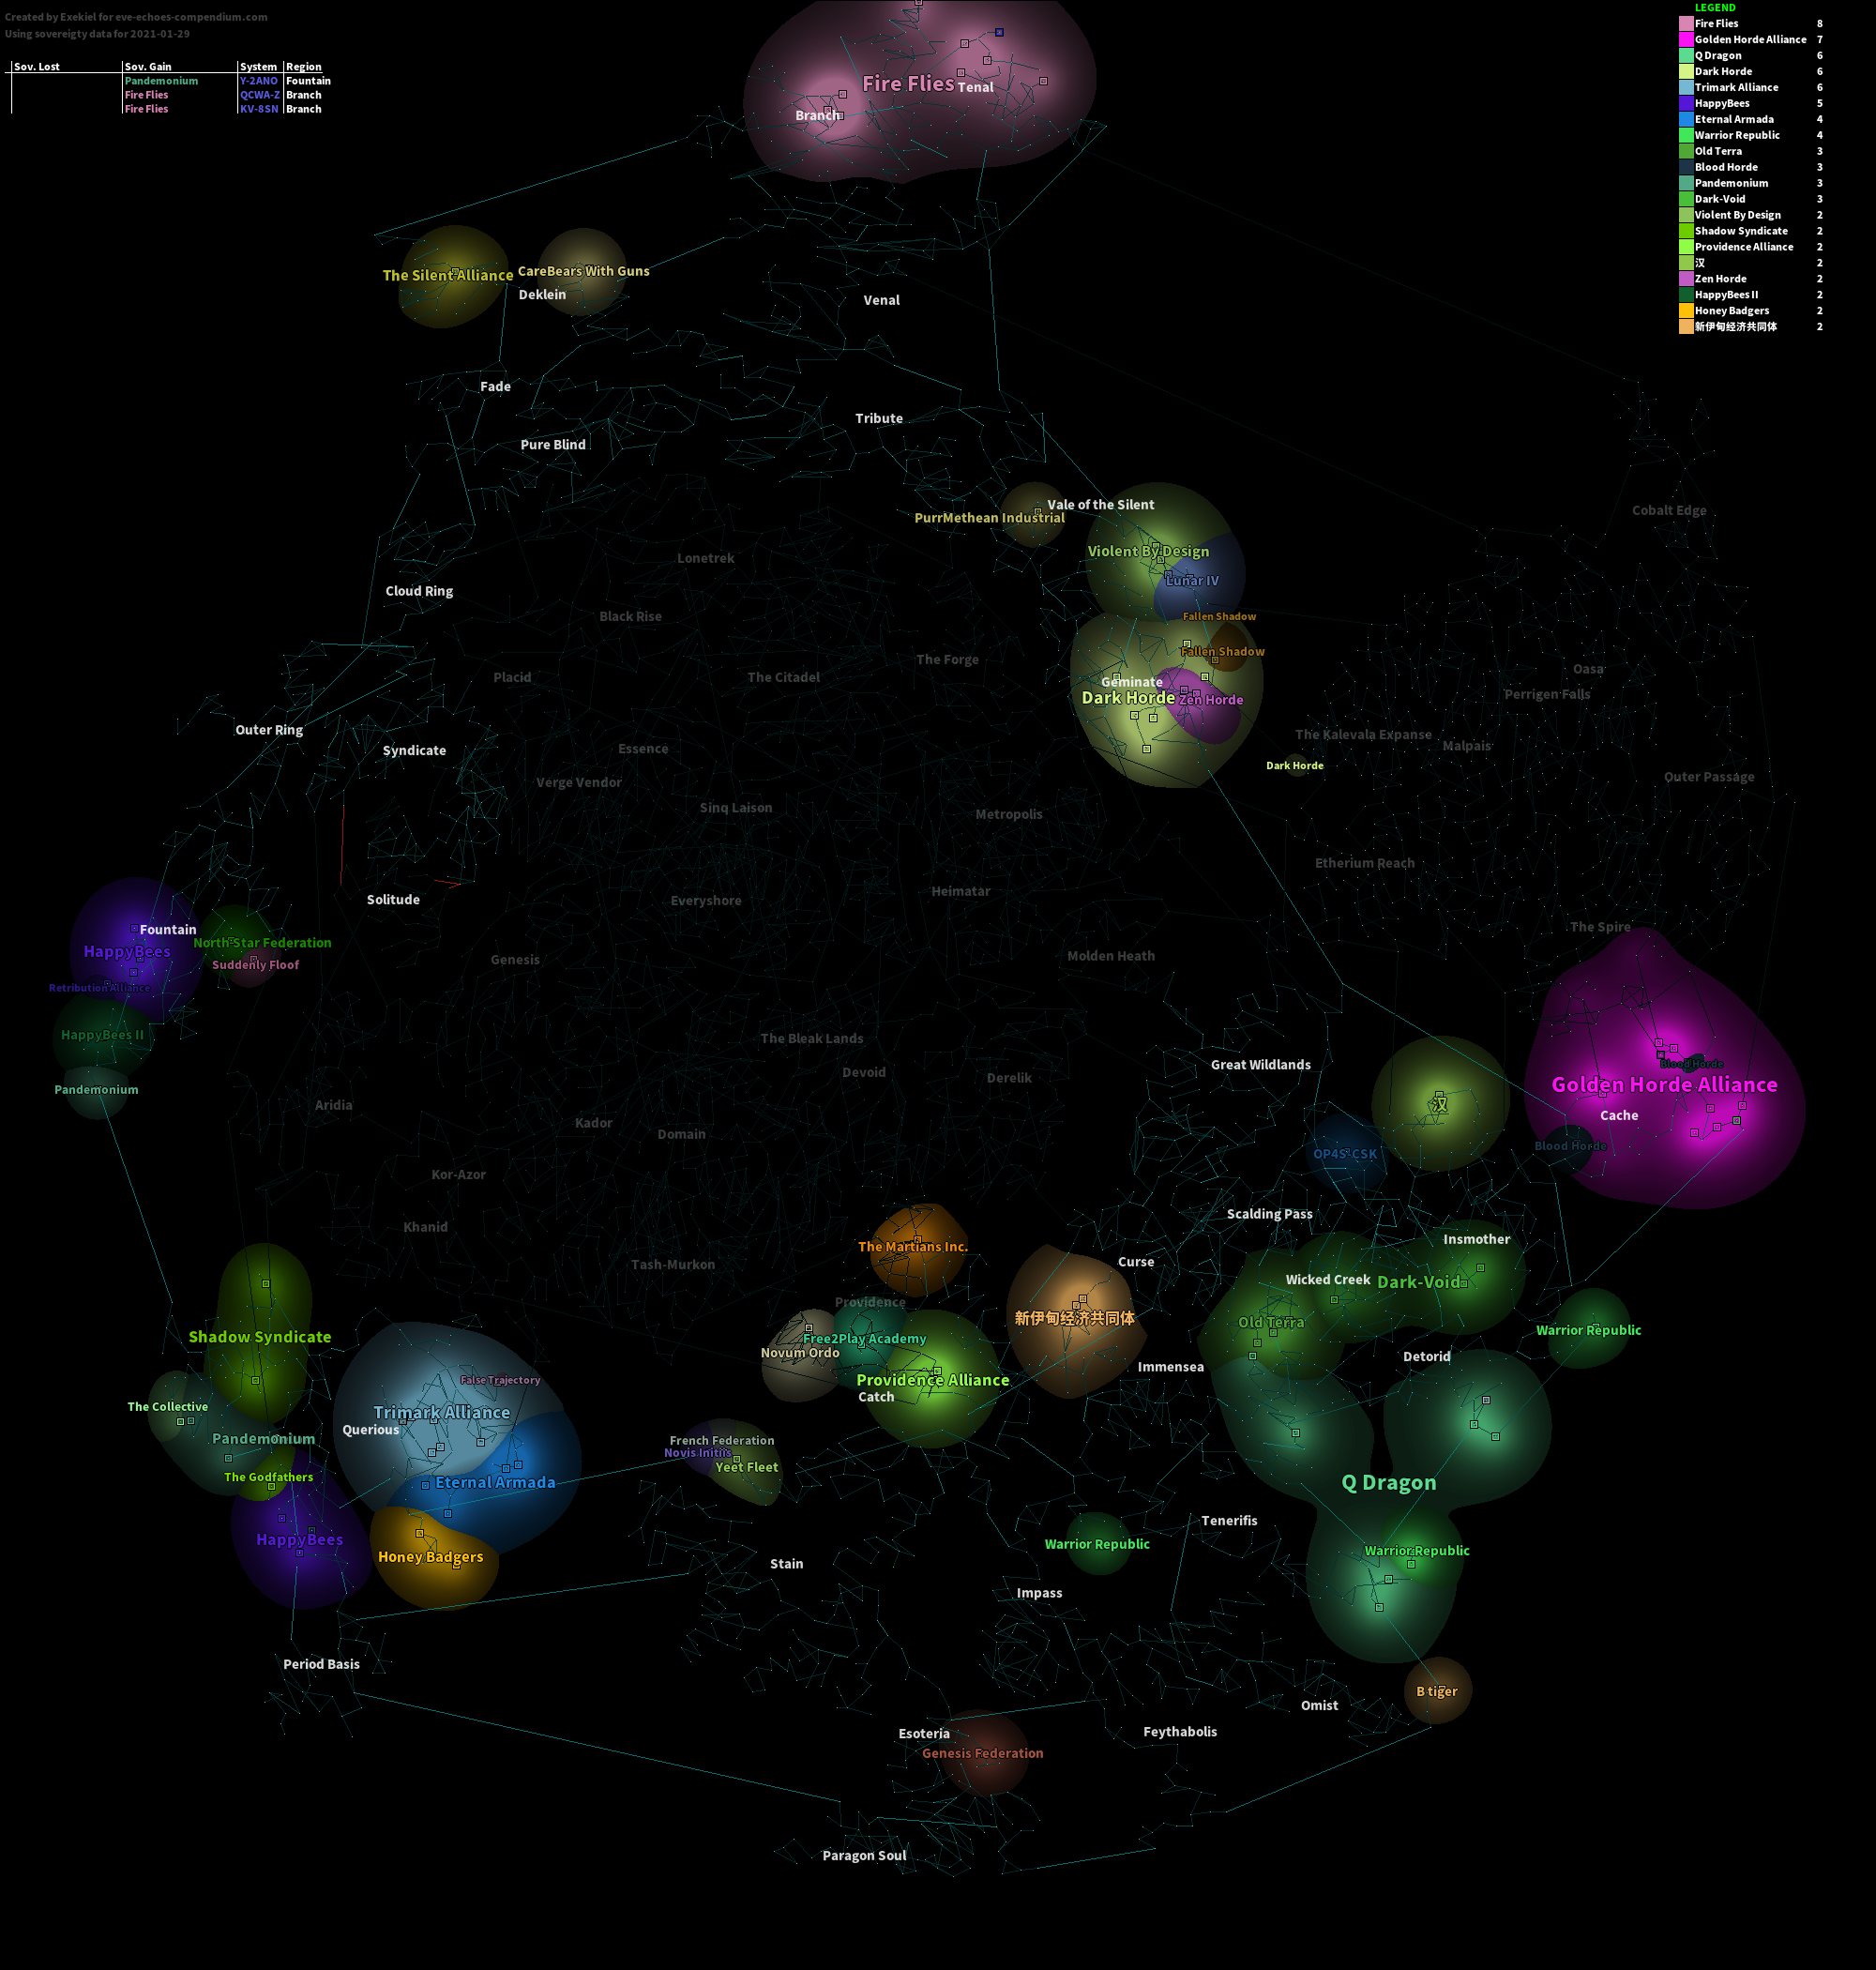 Created by Exekiel for eve-echoes-compendium.com
Using sovereigty data for 2021-01-29
Sov. Lost Sov. Gain System Region
Pandemonium Y-2ANO Fountain
Fire Flies QCWA-Z Branch
Fire Flies KV-8SN Branch
LEGEND
Fire Flies 8
Golden Horde Alliance 7
Q Dragon 6
Dark Horde 6
Trimark Alliance 6
HappyBees 5
Eternal Armada 4
Warrior Republic 4
Old Terra 3
Blood Horde 3
Pandemonium 3
Dark-Void 3
Violent By Design 2
Shadow Syndicate 2
Providence Alliance 2
汉 2
Zen Horde 2
HappyBees II 2
Honey Badgers 2
新伊甸经济共同体 2
Fire Flies
Tenal
Branch
The Silent Alliance
CareBears With Guns
Deklein
Venal
Fade
Tribute
Pure Blind
Vale of the Silent
PurrMethean Industrial
Cobalt Edge
Violent By Design
Lonetrek
Lunar IV
Cloud Ring
Black Rise
Fallen Shadow
Fallen Shadow
The Forge
Oasa
Placid
The Citadel
Geminate
Perrigen Falls
Dark Horde
Zen Horde
Outer Ring
The Kalevala Expanse
Malpais
Syndicate
Essence
Dark Horde
Outer Passage
Verge Vendor
Sinq Laison
Metropolis
Etherium Reach
Solitude
Everyshore
Heimatar
Fountain
The Spire
North Star Federation
HappyBees
Suddenly Floof
Genesis
Molden Heath
Retribution Alliance
HappyBees II
The Bleak Lands
Great Wildlands
Blood Horde
Devoid
Derelik
Golden Horde Alliance
Pandemonium
Aridia
汉
Cache
Kador
Domain
Blood Horde
OP4S-CSK
Kor-Azor
Scalding Pass
Khanid
Insmother
The Martians Inc.
Curse
Tash-Murkon
Wicked Creek
Dark-Void
Providence
新伊甸经济共同体
Old Terra
Warrior Republic
Shadow Syndicate
Free2Play Academy
Novum Ordo
Detorid
Immensea
False Trajectory
Providence Alliance
Catch
The Collective
Trimark Alliance
Querious
Pandemonium
French Federation
Novis Initiis
Yeet Fleet
The Godfathers
Eternal Armada
Q Dragon
Tenerifis
HappyBees
Warrior Republic
Warrior Republic
Honey Badgers
Stain
Impass
Period Basis
B tiger
Omist
Esoteria
Feythabolis
Genesis Federation
Paragon Soul